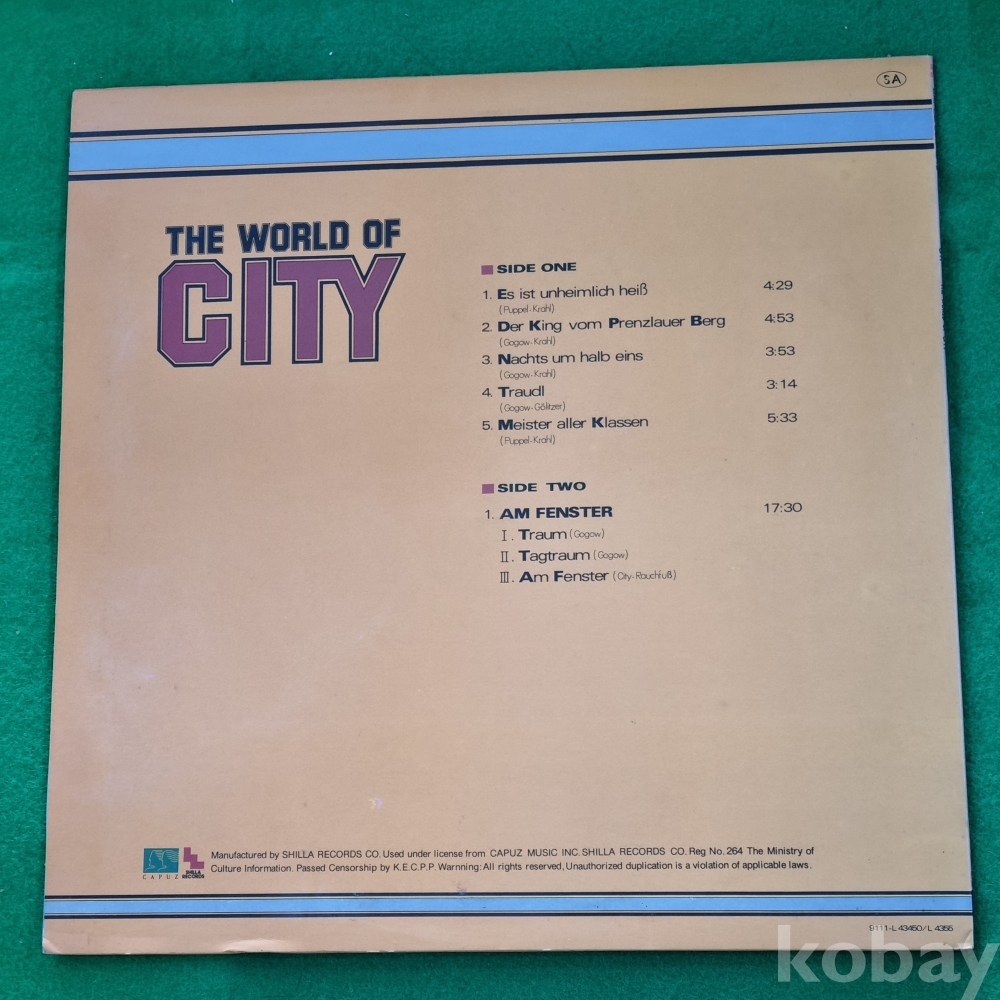 SA
THE WORLD OF
CITY
SIDE ONE
1. Es ist unheimlich heiß 4:29
(Puppel-Krahl)
2. Der King vom Prenzlauer Berg 4:53
(Gogow-Krahl)
3. Nachts um halb eins 3:53
(Gogow-Krahl)
4. Traudl 3:14
(Gogow-Gölitzer)
5. Meister aller Klassen 5:33
(Puppel-Krahl)
SIDE TWO
1. AM FENSTER 17:30
I. Traum (Gogow)
II. Tagtraum (Gogow)
III. Am Fenster (City-Rauchfuß)
CAPUZ
SHILLA
RECORDS
Manufactured by SHILLA RECORDS CO. Used under license from CAPUZ MUSIC INC. SHILLA RECORDS CO. Reg No. 264 The Ministry of
Culture Information. Passed Censorship by K.E.C.P.P. Warnning: All rights reserved, Unauthorized duplication is a violation of applicable laws.
9111-L 43450/L 4355
kobay